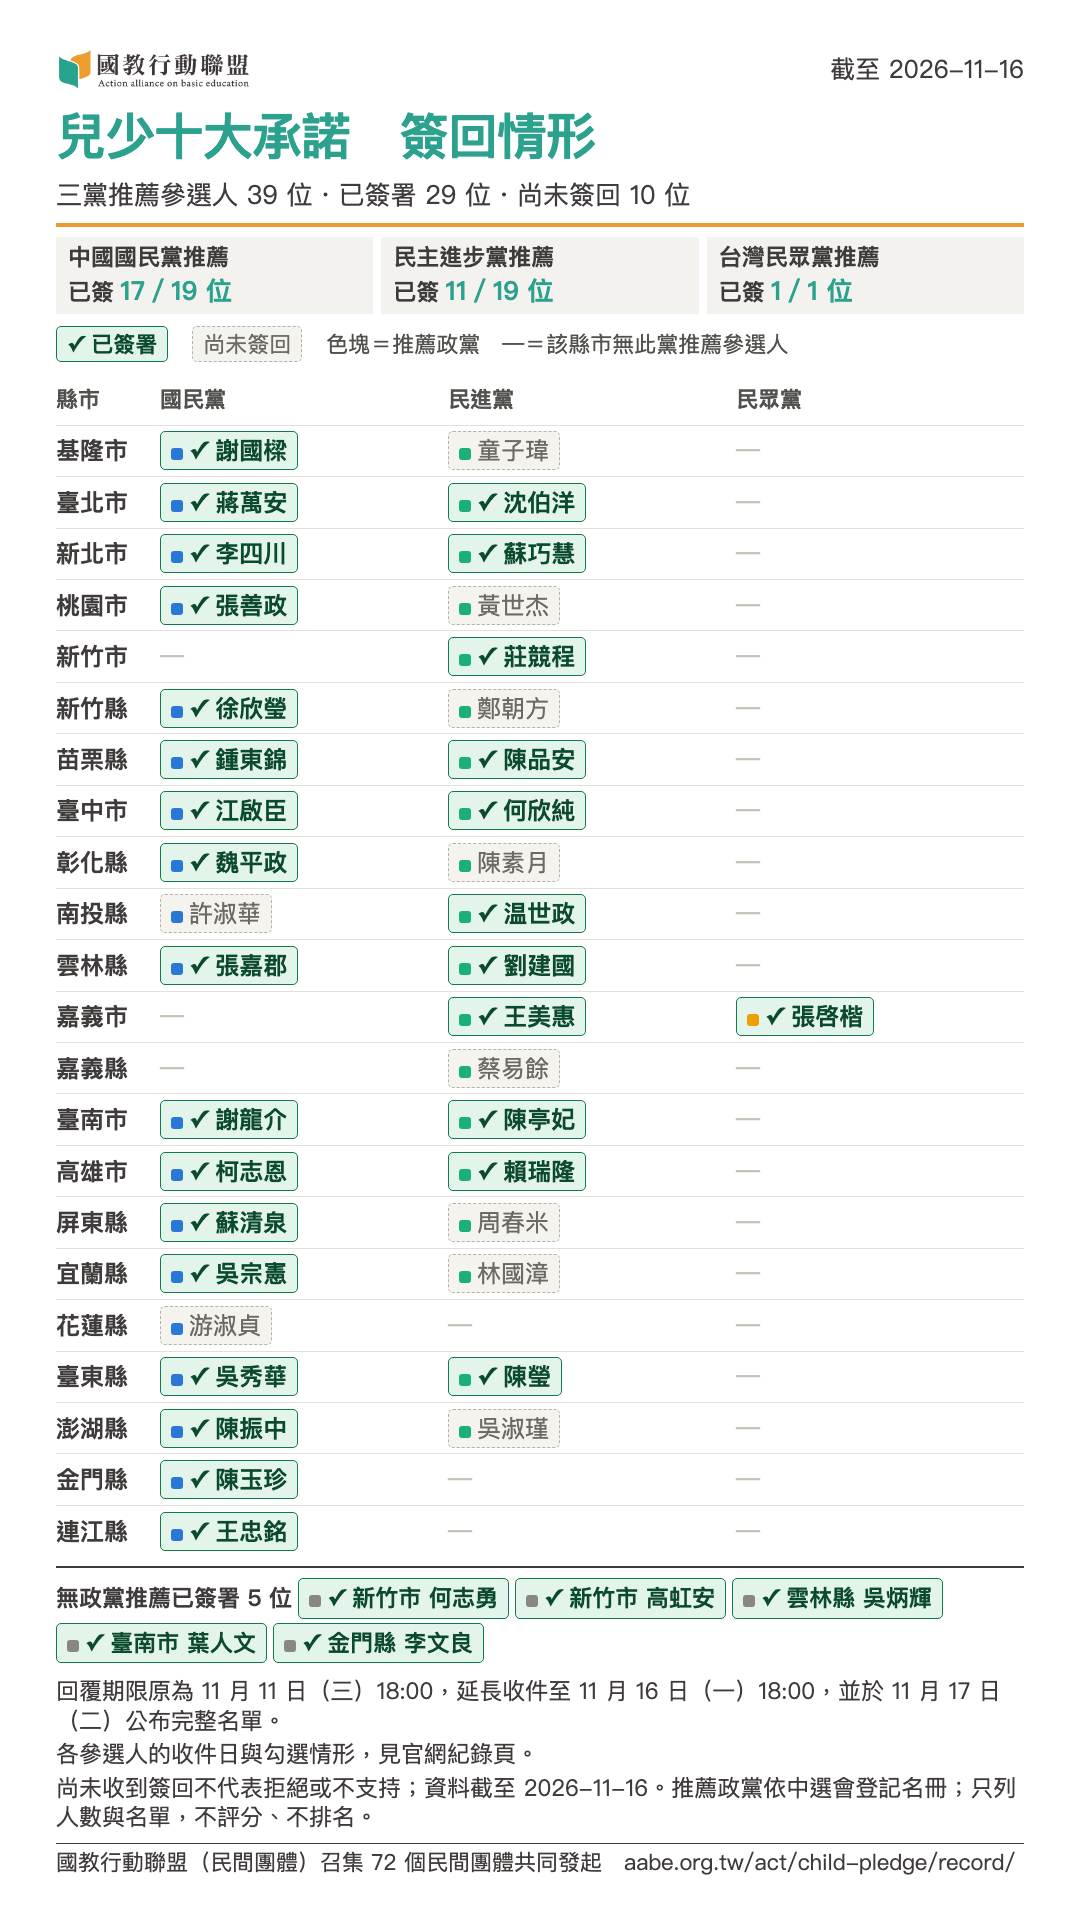 國教行動聯盟
Action alliance on basic education
截至 2026-11-16
兒少十大承諾　簽回情形
三黨推薦參選人 39 位・已簽署 29 位・尚未簽回 10 位
中國國民黨推薦
已簽 17 / 19 位
民主進步黨推薦
已簽 11 / 19 位
台灣民眾黨推薦
已簽 1 / 1 位
✓已簽署　尚未簽回　色塊＝推薦政黨　—＝該縣市無此黨推薦參選人
縣市　國民黨　民進黨　民眾黨
基隆市　✓謝國樑　童子瑋　—
臺北市　✓蔣萬安　✓沈伯洋　—
新北市　✓李四川　✓蘇巧慧　—
桃園市　✓張善政　黃世杰　—
新竹市　—　✓莊競程　—
新竹縣　✓徐欣瑩　鄭朝方　—
苗栗縣　✓鍾東錦　✓陳品安　—
臺中市　✓江啟臣　✓何欣純　—
彰化縣　✓魏平政　陳素月　—
南投縣　許淑華　✓温世政　—
雲林縣　✓張嘉郡　✓劉建國　—
嘉義市　—　✓王美惠　✓張啓楷
嘉義縣　—　蔡易餘　—
臺南市　✓謝龍介　✓陳亭妃　—
高雄市　✓柯志恩　✓賴瑞隆　—
屏東縣　✓蘇清泉　周春米　—
宜蘭縣　✓吳宗憲　林國漳　—
花蓮縣　游淑貞　—　—
臺東縣　✓吳秀華　✓陳瑩　—
澎湖縣　✓陳振中　吳淑瑾　—
金門縣　✓陳玉珍　—　—
連江縣　✓王忠銘　—　—
無政黨推薦已簽署 5 位　✓新竹市 何志勇　✓新竹市 高虹安　✓雲林縣 吳炳輝
✓臺南市 葉人文　✓金門縣 李文良
回覆期限原為 11 月 11 日（三）18:00，延長收件至 11 月 16 日（一）18:00，並於 11 月 17 日
（二）公布完整名單。
各參選人的收件日與勾選情形，見官網紀錄頁。
尚未收到簽回不代表拒絕或不支持；資料截至 2026-11-16。推薦政黨依中選會登記名冊；只列
人數與名單，不評分、不排名。
國教行動聯盟（民間團體）召集 72 個民間團體共同發起　aabe.org.tw/act/child-pledge/record/